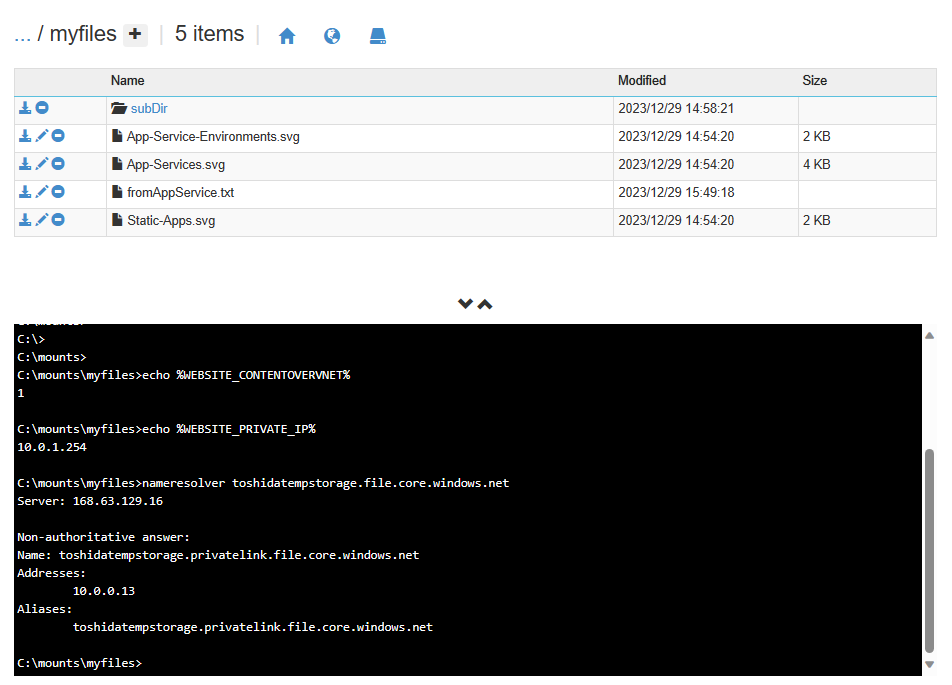 ... / myfiles + | 5 items |
Name Modified Size
subDir 2023/12/29 14:58:21
App-Service-Environments.svg 2023/12/29 14:54:20 2 KB
App-Services.svg 2023/12/29 14:54:20 4 KB
fromAppService.txt 2023/12/29 15:49:18
Static-Apps.svg 2023/12/29 14:54:20 2 KB
C:\>
C:\mounts>
C:\mounts\myfiles>echo %WEBSITE_CONTENTOVERVNET%
1
C:\mounts\myfiles>echo %WEBSITE_PRIVATE_IP%
10.0.1.254
C:\mounts\myfiles>nameresolver toshidatempstorage.file.core.windows.net
Server: 168.63.129.16
Non-authoritative answer:
Name: toshidatempstorage.privatelink.file.core.windows.net
Addresses:
10.0.0.13
Aliases:
toshidatempstorage.privatelink.file.core.windows.net
C:\mounts\myfiles>